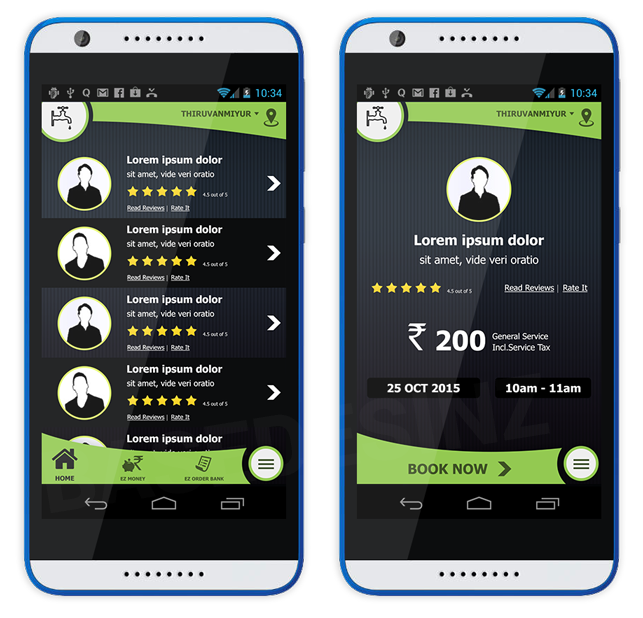 10:34
THIRUVANMIYUR
Lorem ipsum dolor
sit amet, vide veri oratio
4.5 out of 5
Read Reviews | Rate It
Lorem ipsum dolor
sit amet, vide veri oratio
4.5 out of 5
Read Reviews | Rate It
Lorem ipsum dolor
sit amet, vide veri oratio
4.5 out of 5
Read Reviews | Rate It
Lorem ipsum dolor
sit amet, vide veri oratio
4.5 out of 5
Read Reviews | Rate It
Lorem ipsum dolor
HOME
EZ MONEY
EZ ORDER BANK
10:34
THIRUVANMIYUR
Lorem ipsum dolor
sit amet, vide veri oratio
4.5 out of 5
Read Reviews | Rate It
₹ 200
General Service
Incl.Service Tax
25 OCT 2015
10am - 11am
BOOK NOW